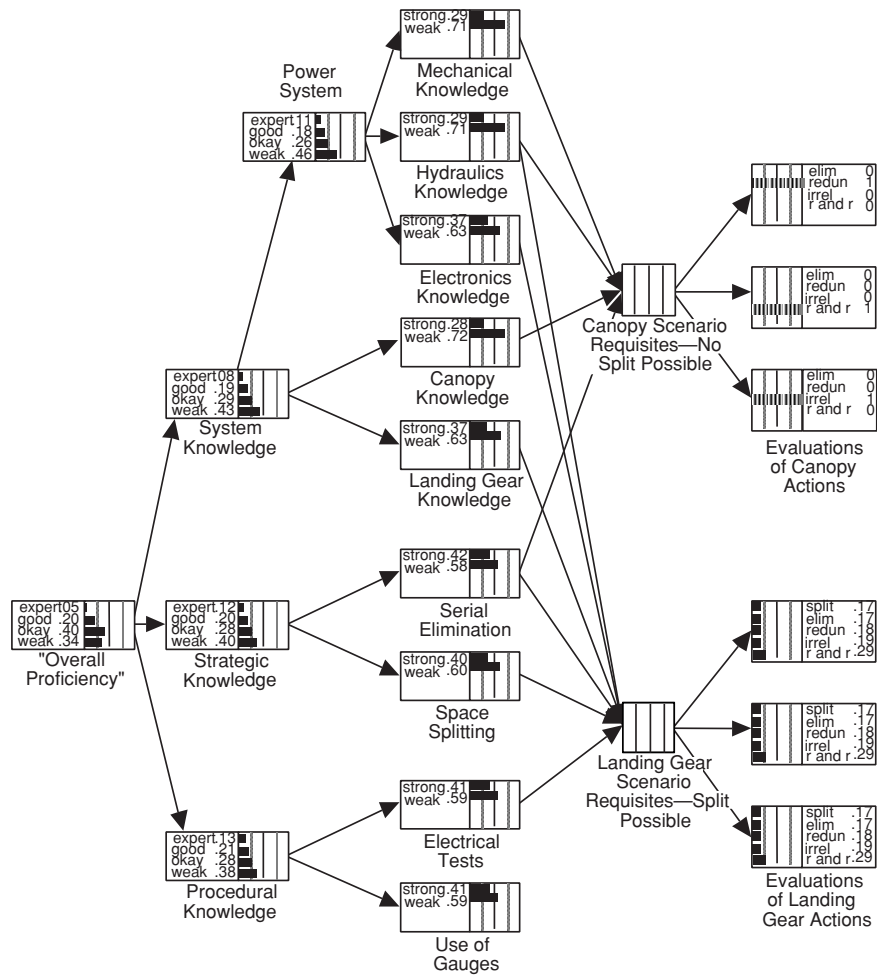 strong.29
weak .71
Mechanical
Knowledge
Power
System
expert.11
good .18
okay .26
weak .46
strong.29
weak .71
Hydraulics
Knowledge
strong.37
weak .63
Electronics
Knowledge
strong.28
weak .72
Canopy
Knowledge
expert.08
good .19
okay .29
weak .43
System
Knowledge
strong.37
weak .63
Landing Gear
Knowledge
strong.42
weak .58
Serial
Elimination
expert.05
good .20
okay .40
weak .34
"Overall
Proficiency"
expert.12
good .20
okay .28
weak .40
Strategic
Knowledge
strong.40
weak .60
Space
Splitting
strong.41
weak .59
Electrical
Tests
expert.13
good .21
okay .28
weak .38
Procedural
Knowledge
strong.41
weak .59
Use of
Gauges
Canopy Scenario
Requisites—No
Split Possible
Landing Gear
Scenario
Requisites—Split
Possible
elim 0
redun 1
irrel 0
r and r 0
elim 0
redun 0
irrel 0
r and r 1
elim 0
redun 0
irrel 1
r and r 0
Evaluations
of Canopy
Actions
split .17
elim .17
redun .18
irrel .19
r and r .29
split .17
elim .17
redun .18
irrel .19
r and r .29
split .17
elim .17
redun .18
irrel .19
r and r .29
Evaluations
of Landing
Gear Actions